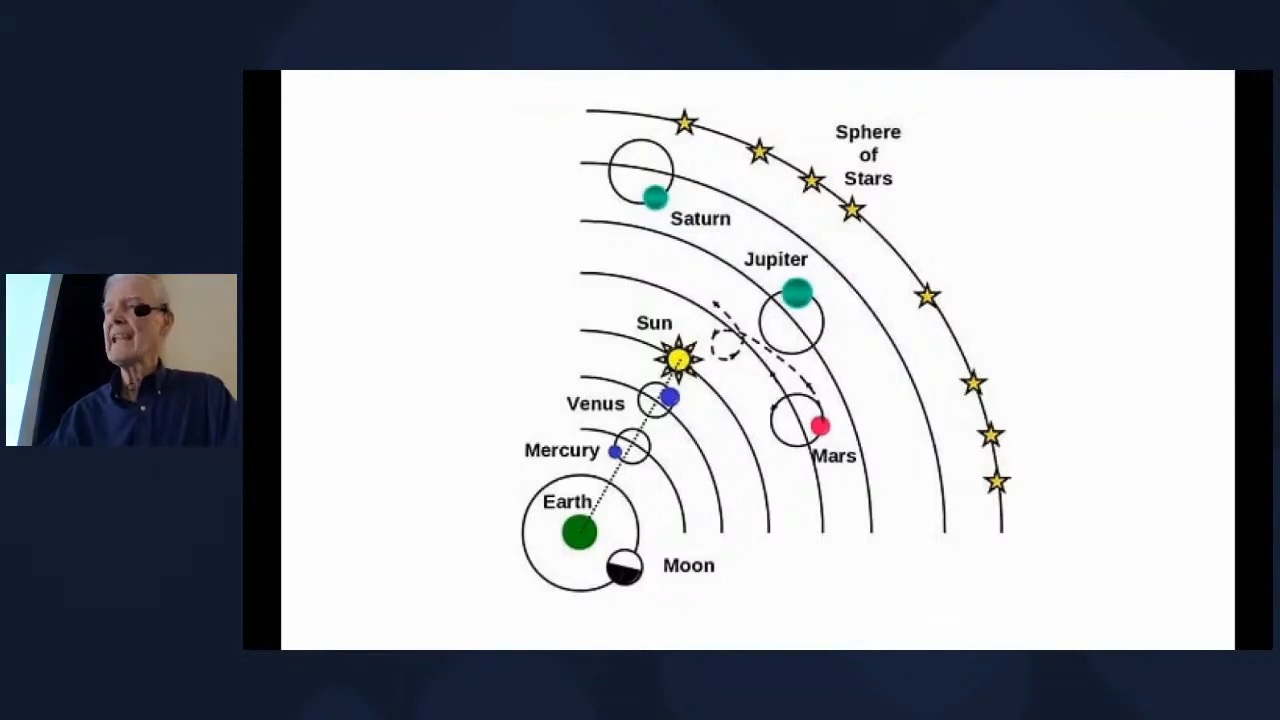 Sphere
of
Stars
Saturn
Jupiter
Sun
Venus
Mercury
Mars
Earth
Moon